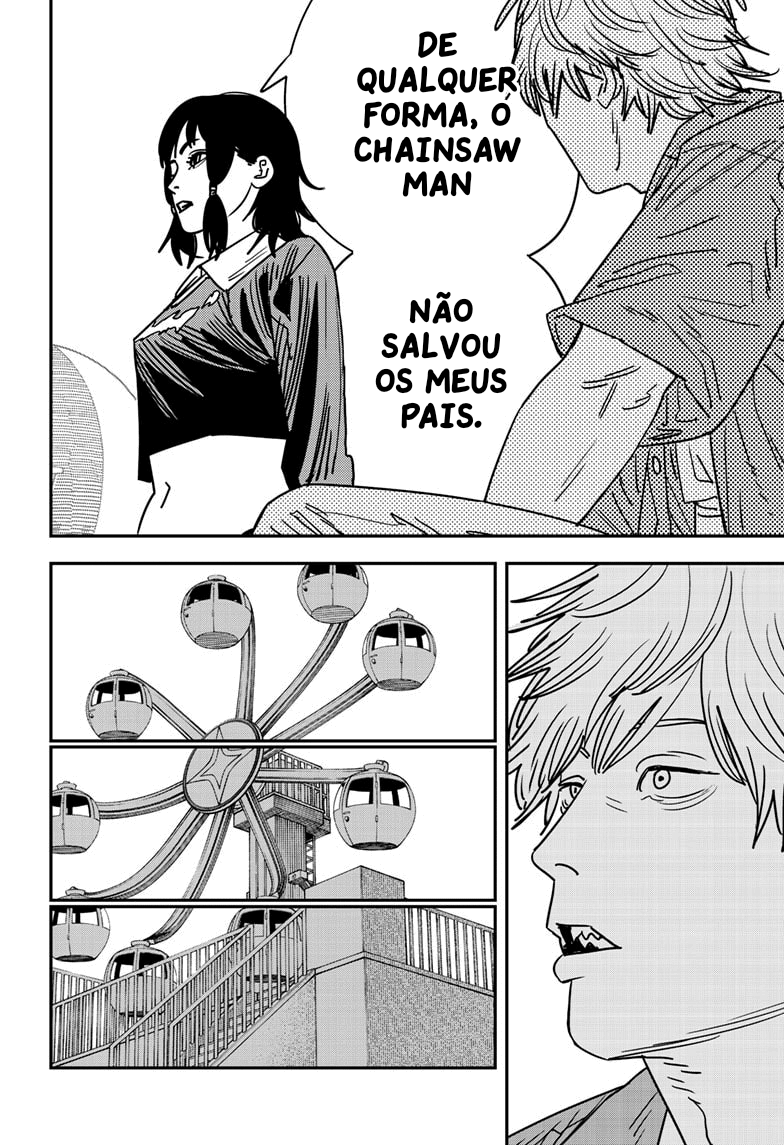 DE
QUALQUER
FORMA, O
CHAINSAW
MAN
NÃO
SALVOU
OS MEUS
PAIS.